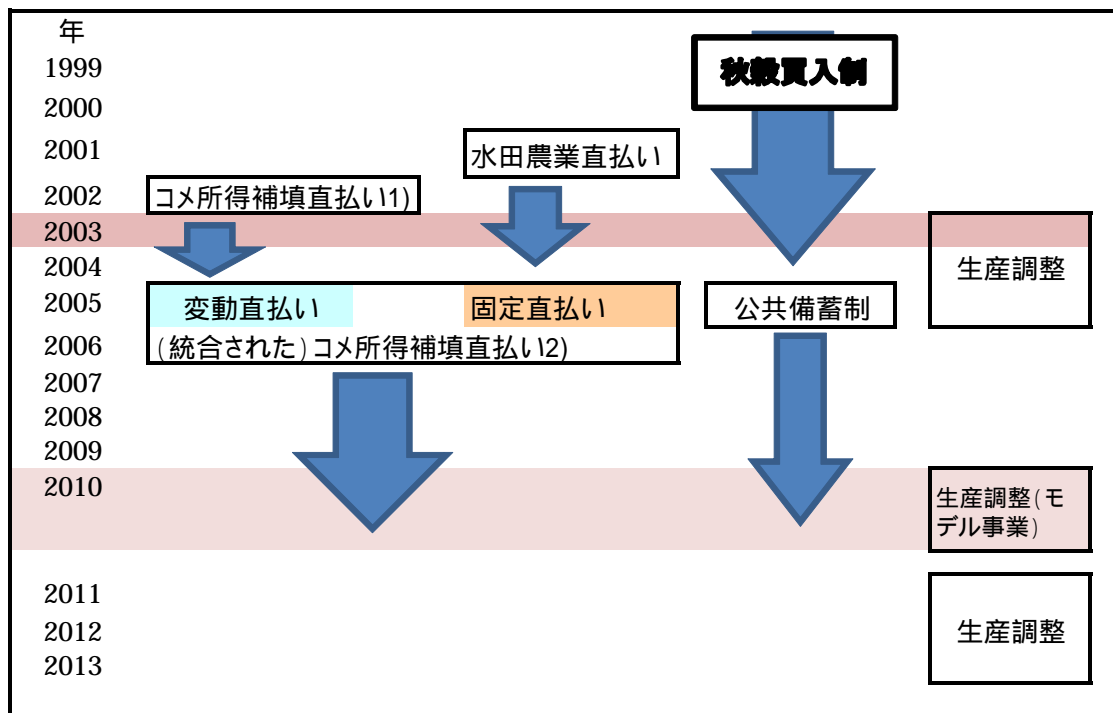 年
1999
秋穀買入制
2000
2001
水田農業直払い
2002
コメ所得補填直払い1)
2003
2004
生産調整
2005
変動直払い
固定直払い
公共備蓄制
2006
(統合された)コメ所得補填直払い2)
2007
2008
2009
2010
生産調整(モ
デル事業)
2011
2012
生産調整
2013